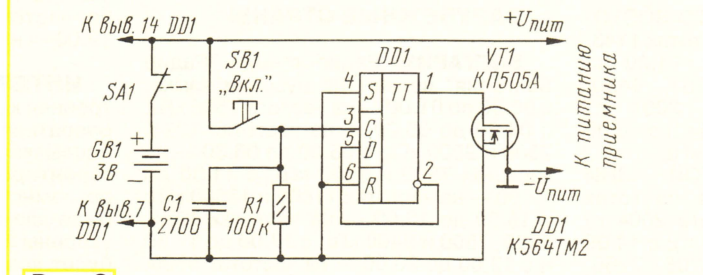 К выв. 14 DD1
+Uпит
SB1
„Вкл."
DD1
VT1
КП505А
SA1
4
S
TT
1
3
C
5
D
6
R
2
GB1
3В
+
−
К питанию
приемника
−Uпит
К выв. 7
DD1
C1
2700
R1
100к
DD1
К564ТМ2